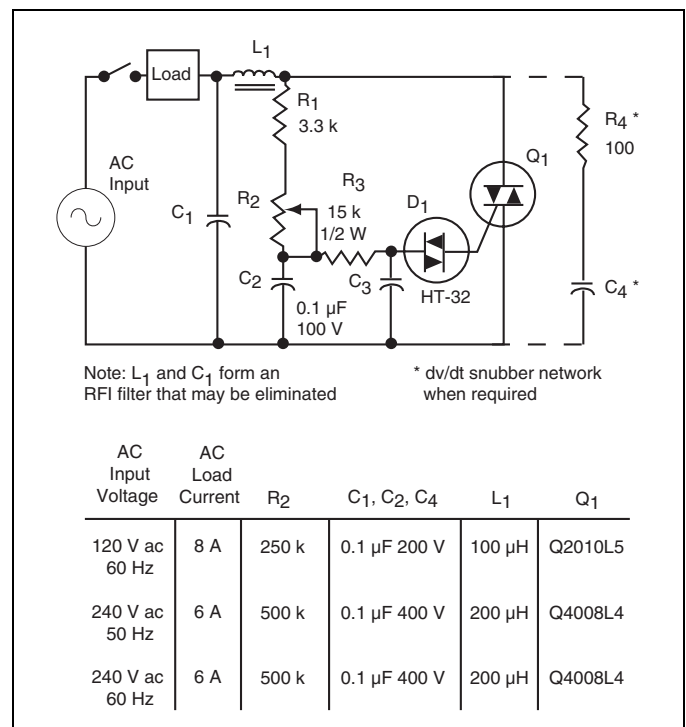 L1
Load
R1
3.3 k
AC
Input
C1
R2
R3
15 k
1/2 W
D1
Q1
R4 *
100
C2
0.1 µF
100 V
C3
HT-32
C4 *
Note: L1 and C1 form an
RFI filter that may be eliminated
* dv/dt snubber network
when required
AC Input Voltage AC Load Current R2 C1, C2, C4 L1 Q1
120 V ac 60 Hz 8 A 250 k 0.1 µF 200 V 100 µH Q2010L5
240 V ac 50 Hz 6 A 500 k 0.1 µF 400 V 200 µH Q4008L4
240 V ac 60 Hz 6 A 500 k 0.1 µF 400 V 200 µH Q4008L4